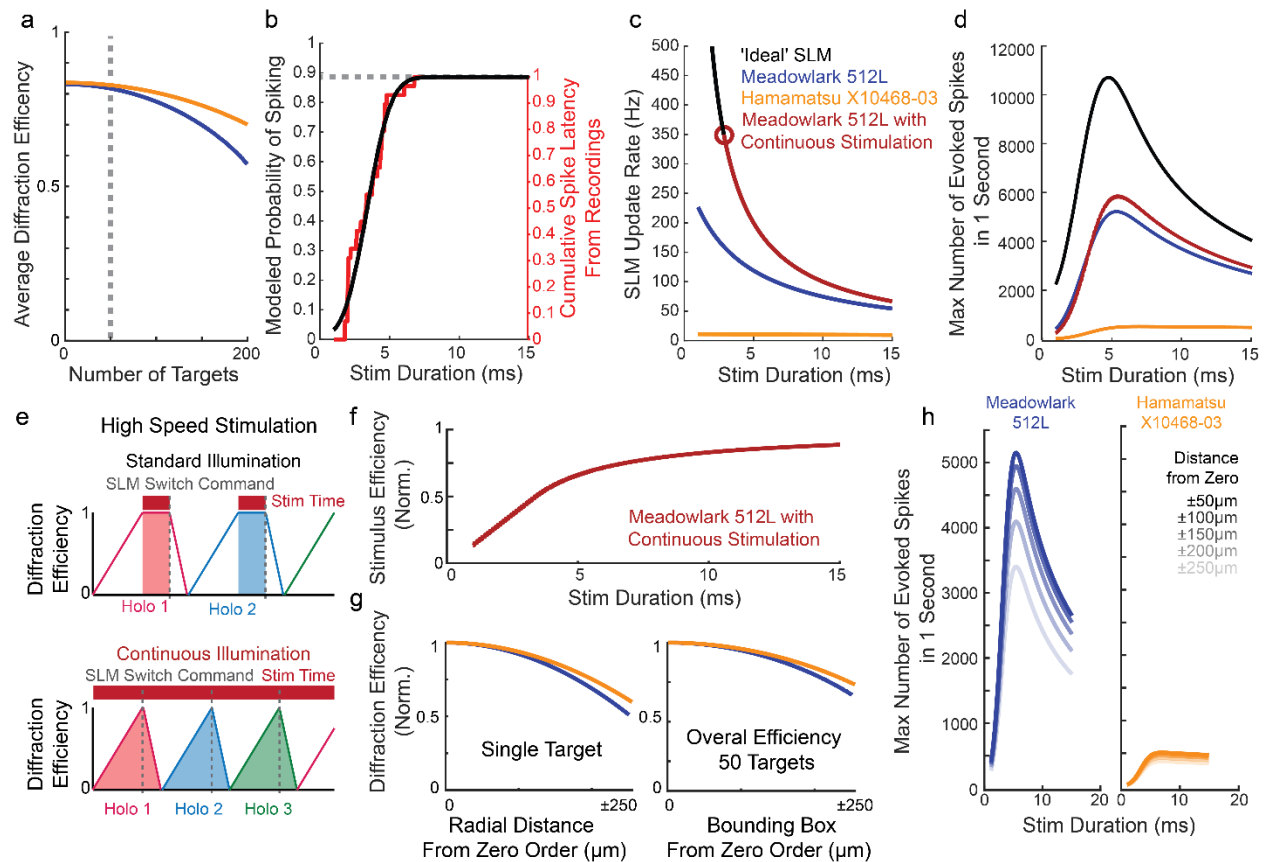 a
Average Diffraction Efficency
1
0.5
0
0
200
Number of Targets
b
Modeled Probability of Spiking
1
0.9
0.8
0.7
0.6
0.5
0.4
0.3
0.2
0.1
0
0
5
10
15
Stim Duration (ms)
1
0.9
0.8
0.7
0.6
0.5
0.4
0.3
0.2
0.1
0
Cumulative Spike Latency
From Recordings
c
SLM Update Rate (Hz)
500
450
400
350
300
250
200
150
100
50
0
0
5
10
15
Stim Duration (ms)
'Ideal' SLM
Meadowlark 512L
Hamamatsu X10468-03
Meadowlark 512L with
Continuous Stimulation
d
Max Number of Evoked Spikes
in 1 Second
12000
10000
8000
6000
4000
2000
0
0
5
10
15
Stim Duration (ms)
e
High Speed Stimulation
Standard Illumination
SLM Switch Command
Stim Time
Diffraction
Efficiency
1
0
Holo 1
Holo 2
Continuous Illumination
SLM Switch Command
Stim Time
Diffraction
Efficiency
1
0
Holo 1
Holo 2
Holo 3
f
Stimulus Efficiency
(Norm.)
1
0.5
0
0
5
10
15
Meadowlark 512L with
Continuous Stimulation
Stim Duration (ms)
g
Diffraction Efficiency
(Norm.)
1
0.5
0
±250
Single Target
Radial Distance
From Zero Order (µm)
1
0.5
0
±250
Overal Efficiency
50 Targets
Bounding Box
From Zero Order (µm)
h
Meadowlark
512L
Hamamatsu
X10468-03
Max Number of Evoked Spikes
in 1 Second
5000
4000
3000
2000
1000
500
0
0
10
20
0
10
20
Distance
from Zero
±50µm
±100µm
±150µm
±200µm
±250µm
Stim Duration (ms)